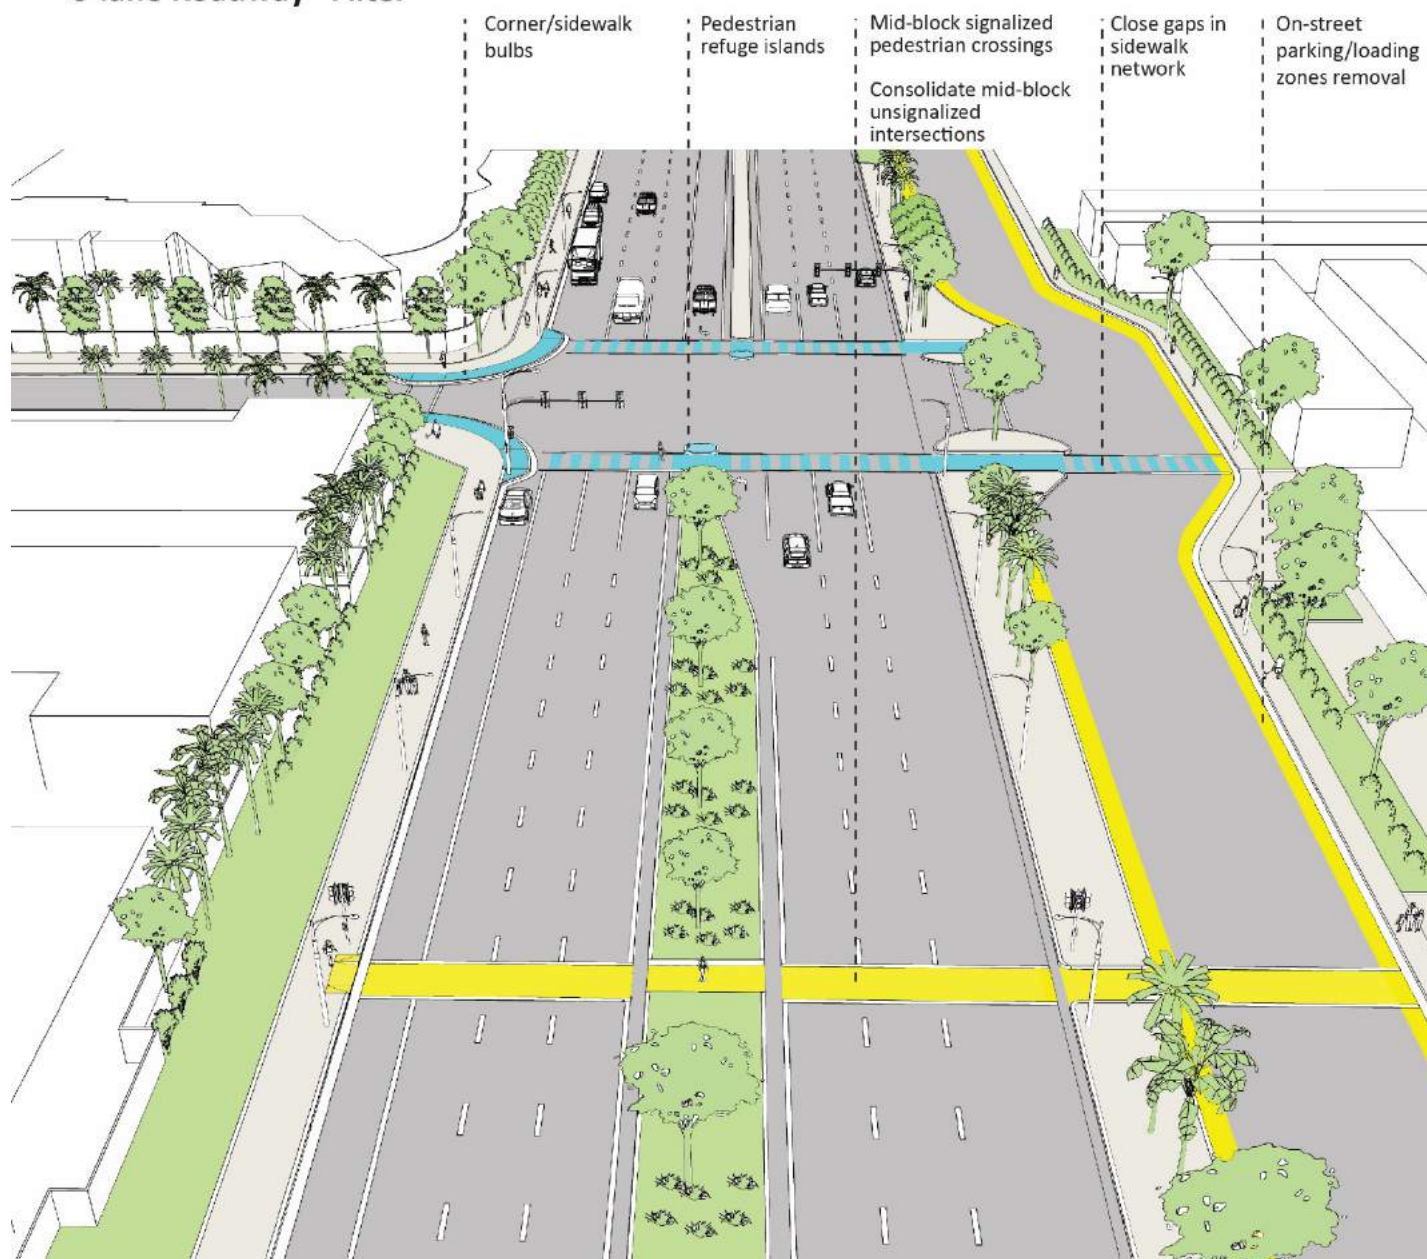 Corner/sidewalk
bulbs
Pedestrian
refuge islands
Mid-block signalized
pedestrian crossings
Consolidate mid-block
unsignalized
intersections
Close gaps in
sidewalk
network
On-street
parking/loading
zones removal